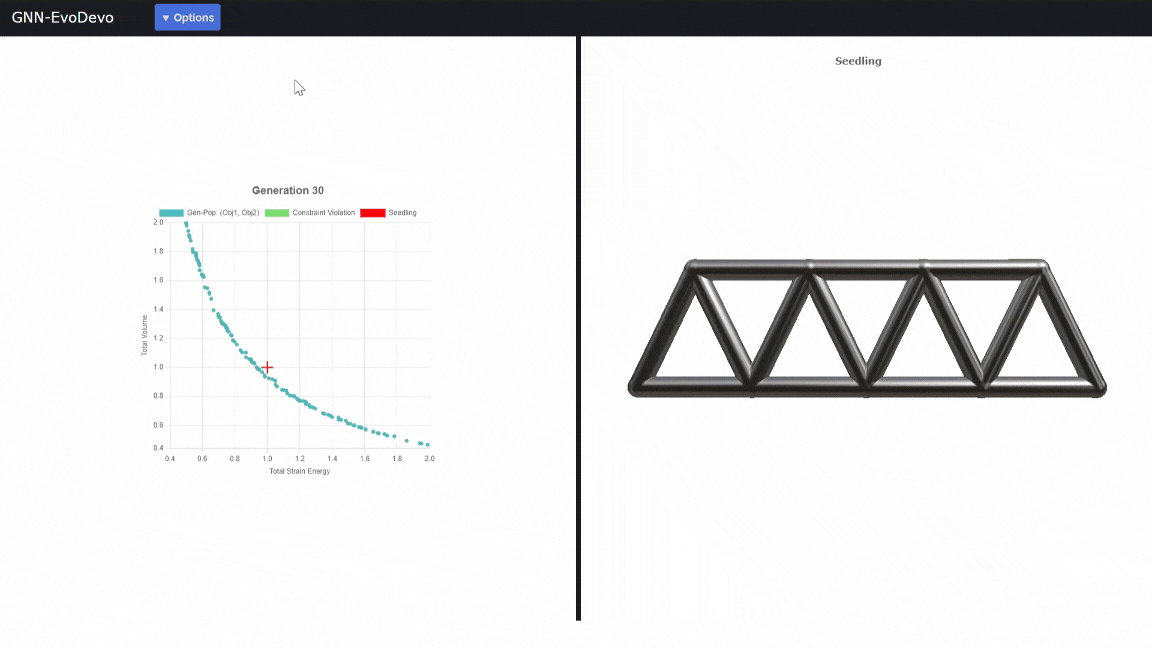 GNN-EvoDevo ▼ Options
Seedling
Generation 30
Gen-Pop: (Obj1, Obj2) Constraint Violation Seedling
2.0
1.8
1.6
1.4
1.2
1.0
0.8
0.6
0.4
Total Volume
0.4 0.6 0.8 1.0 1.2 1.4 1.6 1.8 2.0
Total Strain Energy